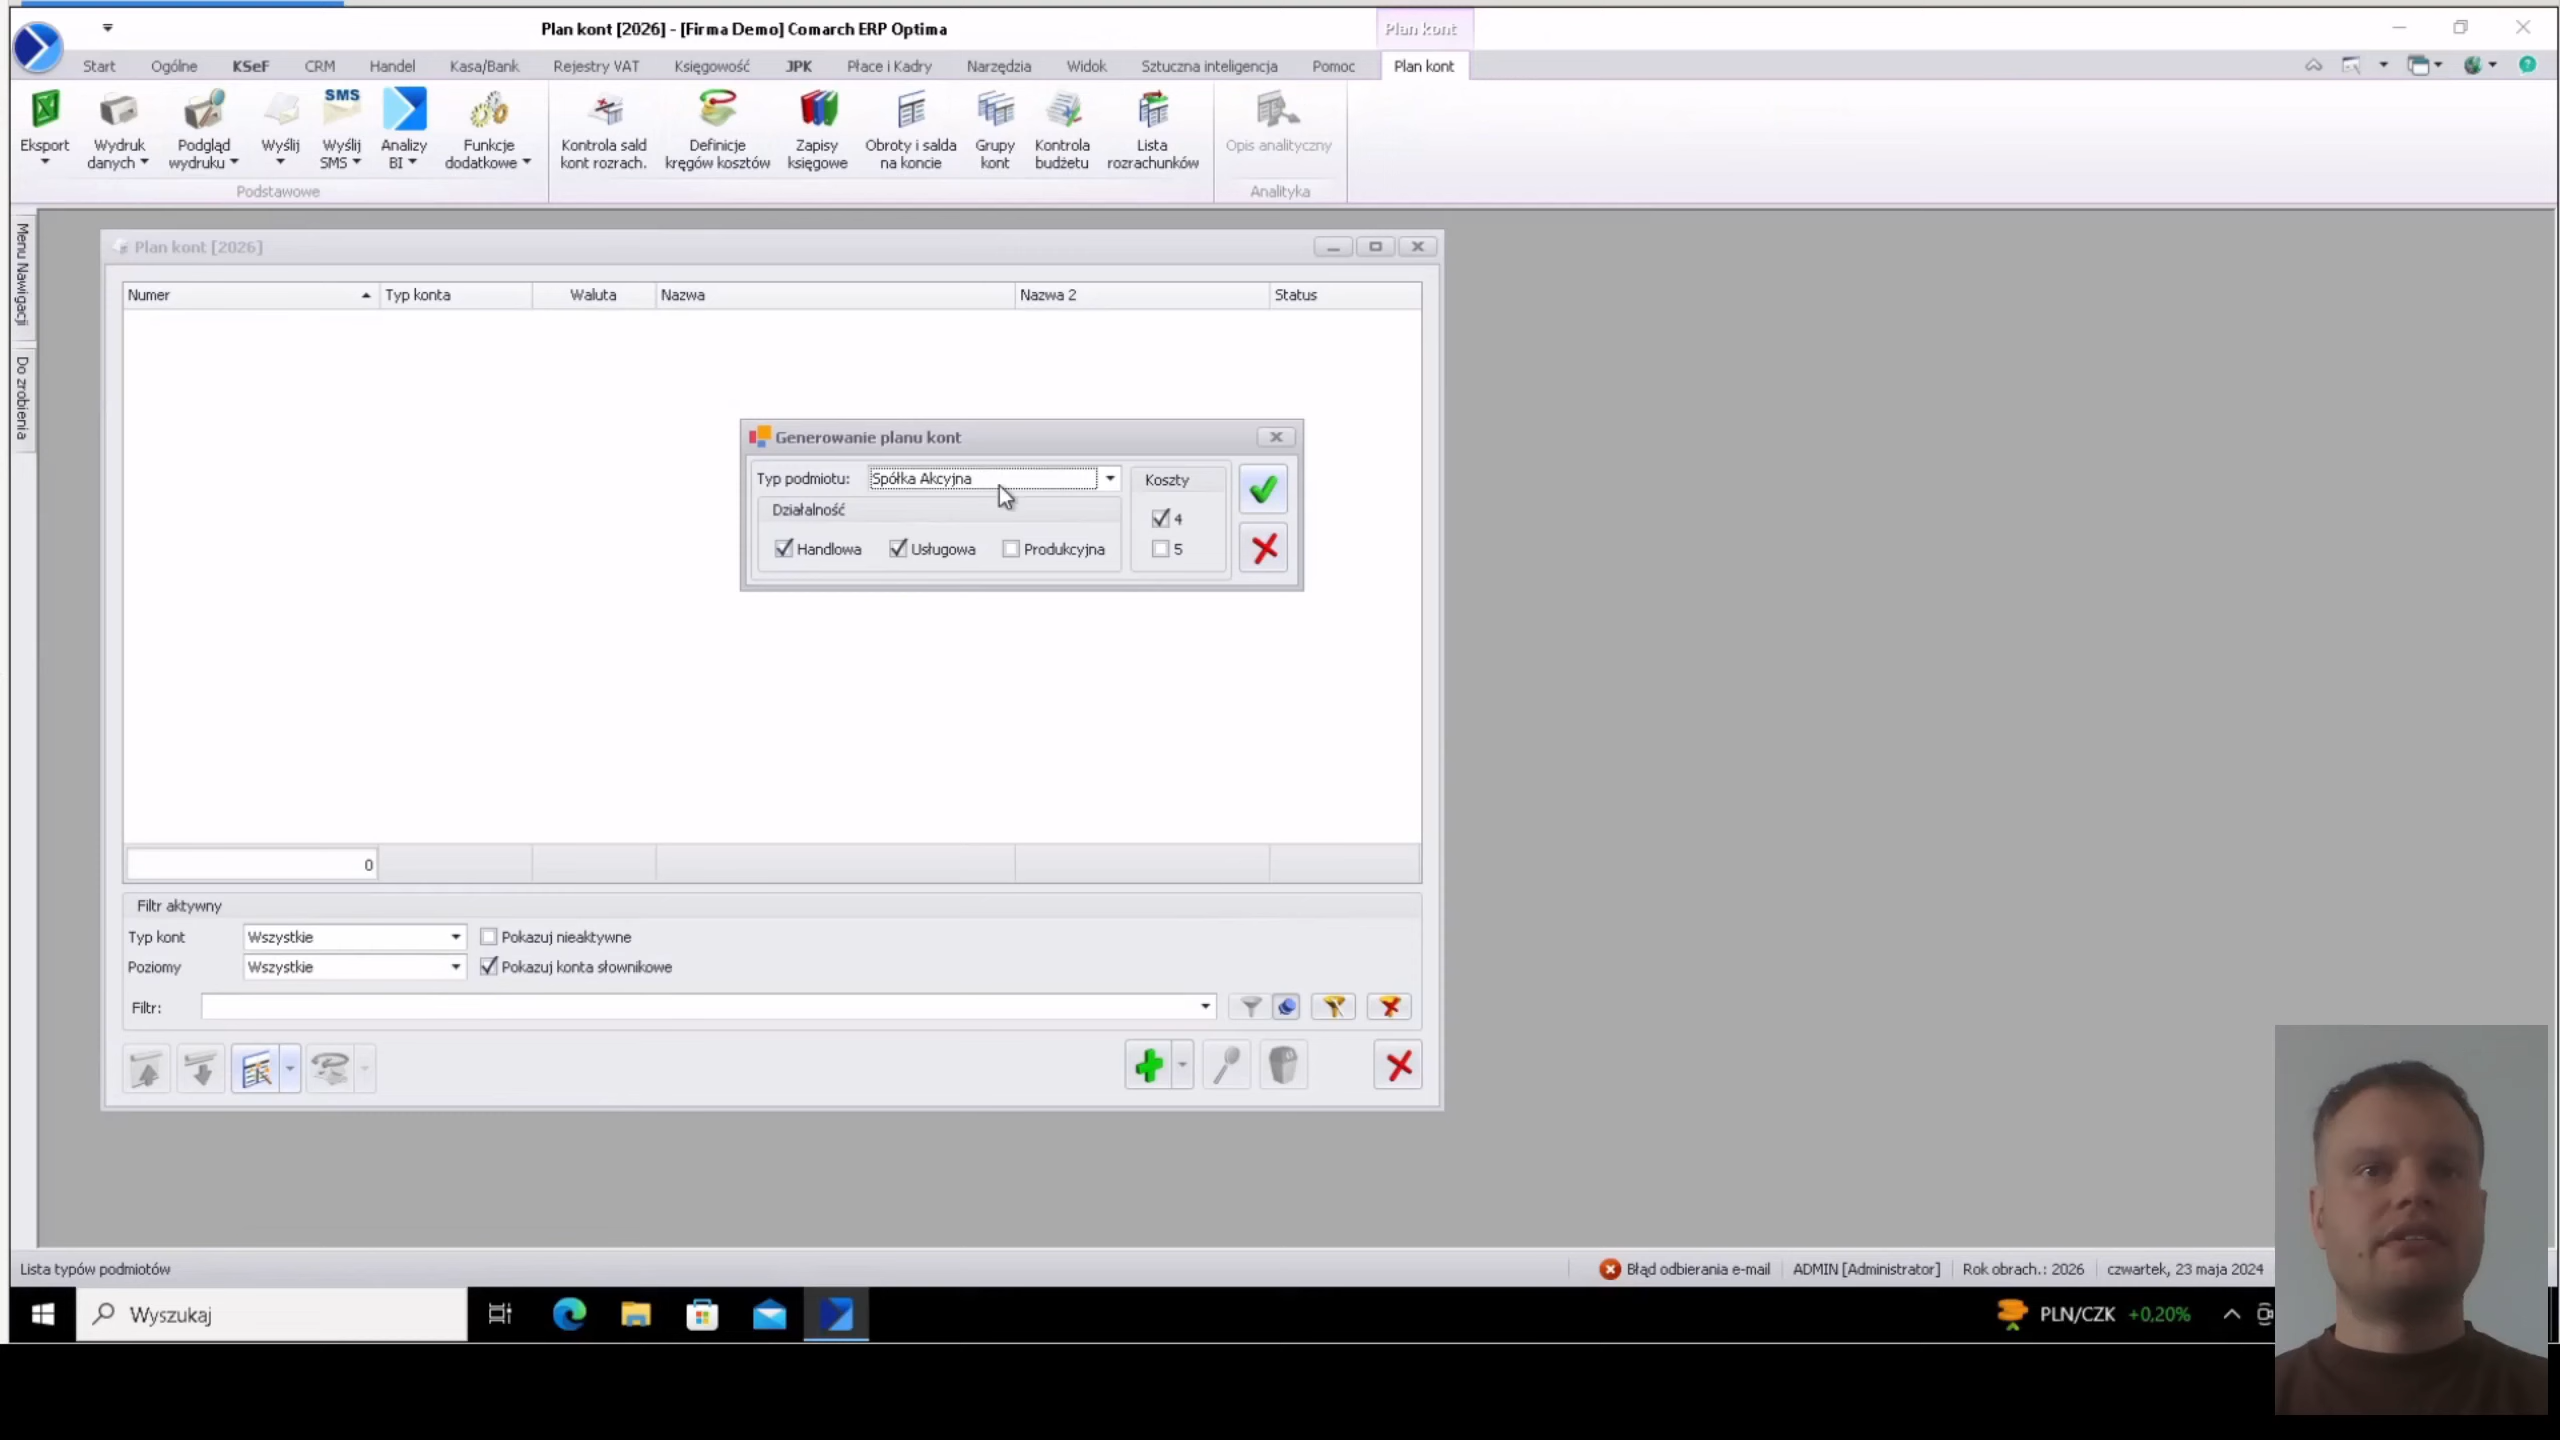 Plan kont [2026] - [Firma Demo] Comarch ERP Optima
Plan kont
Start Ogólne KSeF CRM Handel Kasa/Bank Rejestry VAT Księgowość JPK Płace i Kadry Narzędzia Widok Sztuczna inteligencja Pomoc Plan kont
SMS
Eksport
Wydruk danych
Podgląd wydruku
Wyślij
Wyślij SMS
Analizy BI
Funkcje dodatkowe
Kontrola sald kont rozrach.
Definicje kręgów kosztów
Zapisy księgowe
Obroty i salda na koncie
Grupy kont
Kontrola budżetu
Lista rozrachunków
Opis analityczny
Podstawowe
Analityka
Menu Nawigacji
Do zrobienia
Plan kont [2026]
Numer Typ konta Waluta Nazwa Nazwa 2 Status
Generowanie planu kont
Typ podmiotu: Spółka Akcyjna
Koszty
Działalność
4
Handlowa Usługowa Produkcyjna
5
0
Filtr aktywny
Typ kont Wszystkie Pokazuj nieaktywne
Poziomy Wszystkie Pokazuj konta słownikowe
Filtr:
Lista typów podmiotów
Błąd odbierania e-mail ADMIN [Administrator] Rok obrach.: 2026 czwartek, 23 maja 2024
Wyszukaj
PLN/CZK +0,20%